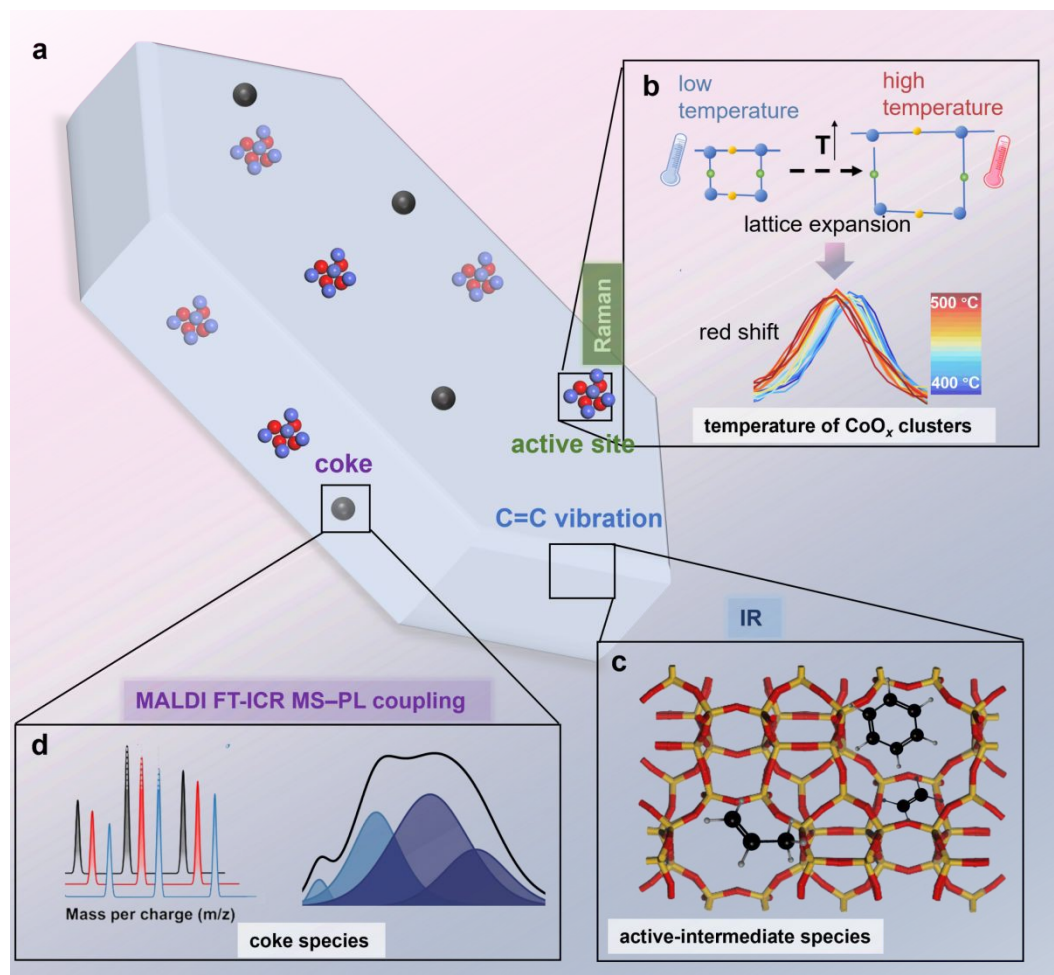 a
b
low
temperature
high
temperature
T
lattice expansion
red shift
500 °C
400 °C
temperature of CoOx clusters
Raman
active site
coke
C=C vibration
IR
c
active-intermediate species
MALDI FT-ICR MS–PL coupling
d
Mass per charge (m/z)
coke species